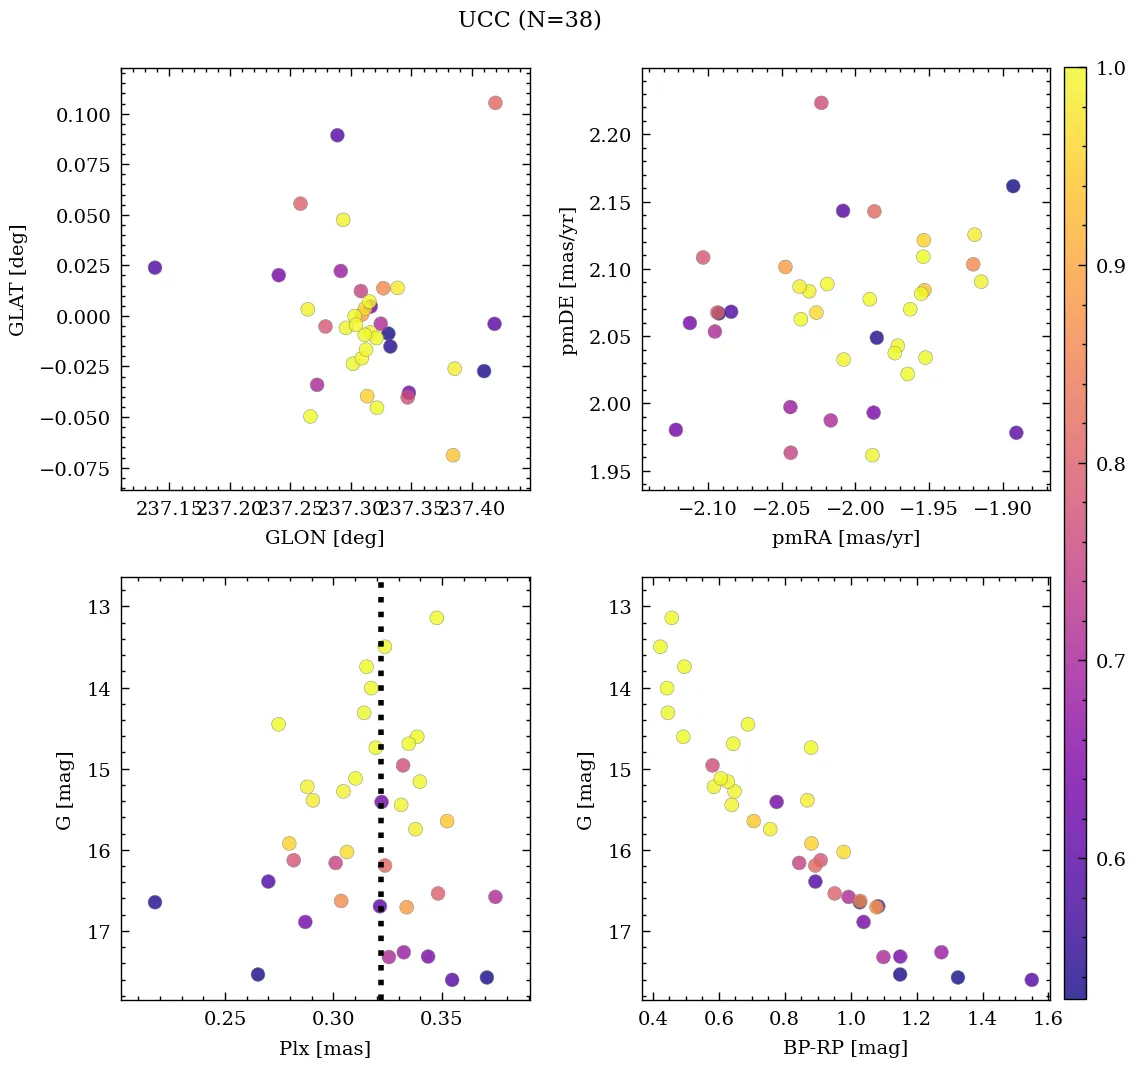 UCC (N=38)
0.100
0.075
0.050
0.025
0.000
−0.025
−0.050
−0.075
GLAT [deg]
237.15 237.20 237.25 237.30 237.35 237.40
GLON [deg]
2.20
2.15
2.10
2.05
2.00
1.95
pmDE [mas/yr]
−2.10 −2.05 −2.00 −1.95 −1.90
pmRA [mas/yr]
13
14
15
16
17
G [mag]
0.25 0.30 0.35
Plx [mas]
13
14
15
16
17
G [mag]
0.4 0.6 0.8 1.0 1.2 1.4 1.6
BP-RP [mag]
1.0
0.9
0.8
0.7
0.6